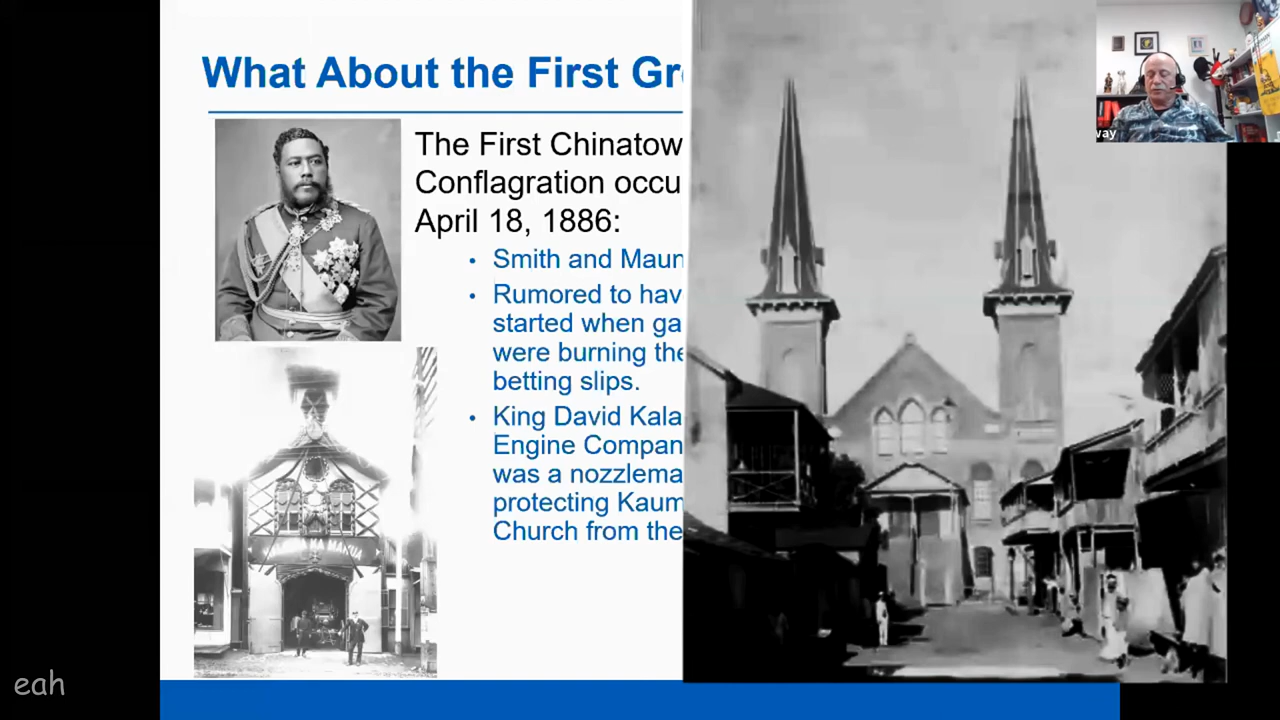 What About the First Gr
The First Chinatow
Conflagration occu
April 18, 1886:
• Smith and Maun
• Rumored to hav
started when ga
were burning the
betting slips.
• King David Kala
Engine Compan
was a nozzlema
protecting Kaum
Church from the
way
eah